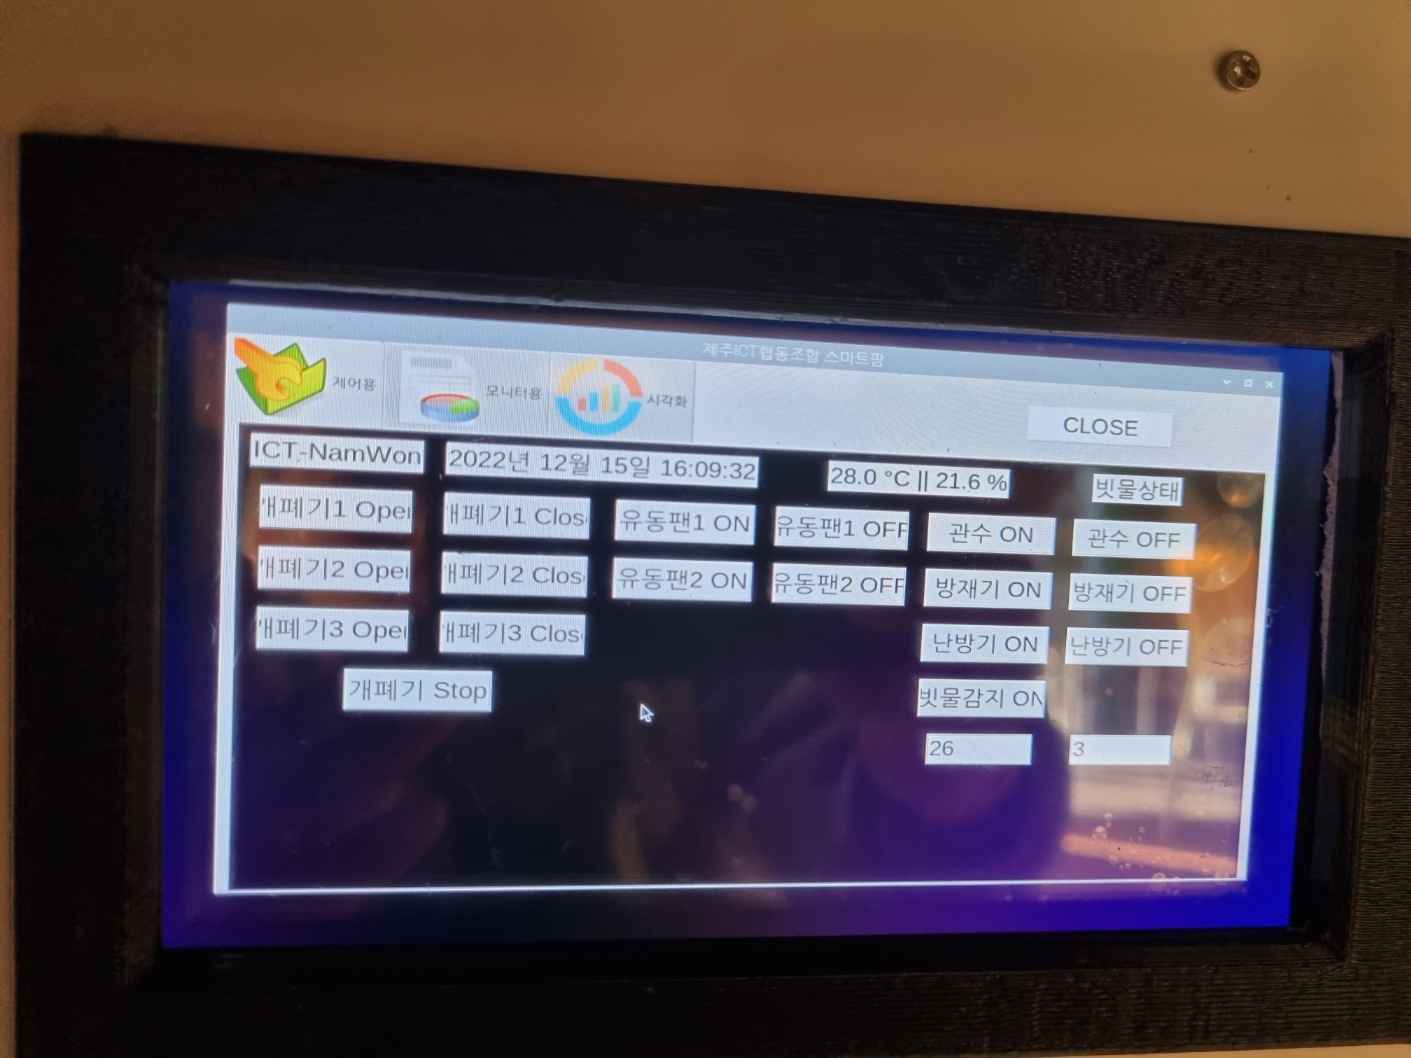 제주ICT협동조합 스마트팜
제어용 모니터용 시각화
CLOSE
ICT-NamWon 2022년 12월 15일 16:09:32 28.0 °C || 21.6 % 빗물상태
개폐기1 Open 개폐기1 Clos 유동팬1 ON 유동팬1 OFF 관수 ON 관수 OFF
개폐기2 Open 개폐기2 Clos 유동팬2 ON 유동팬2 OFF 방재기 ON 방재기 OFF
개폐기3 Open 개폐기3 Clos 난방기 ON 난방기 OFF
개폐기 Stop 빗물감지 ON
26 3